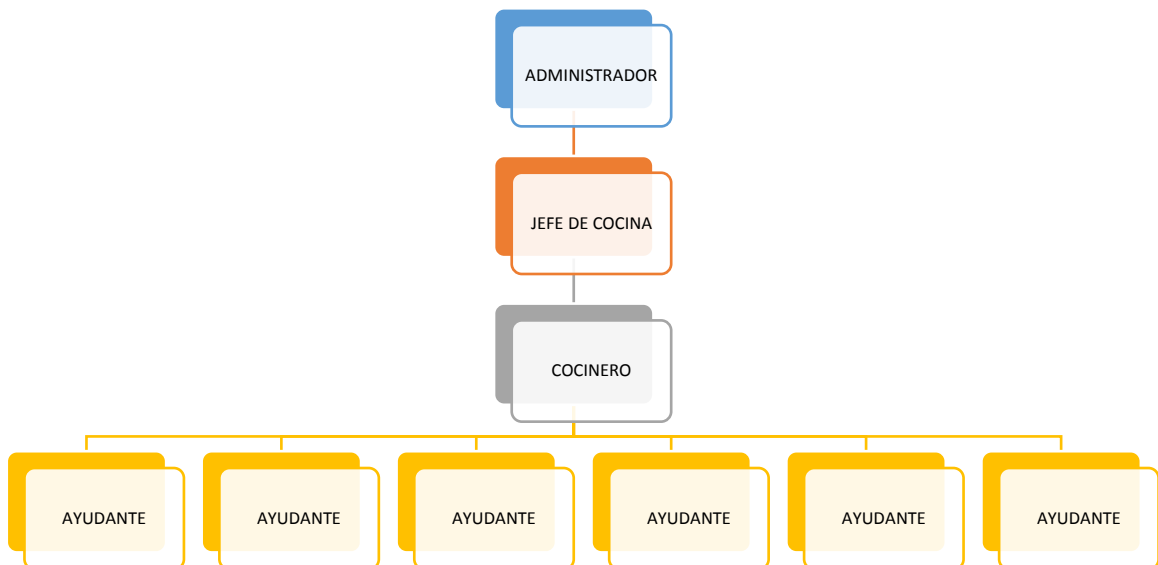 ADMINISTRADOR
JEFE DE COCINA
COCINERO
AYUDANTE
AYUDANTE
AYUDANTE
AYUDANTE
AYUDANTE
AYUDANTE